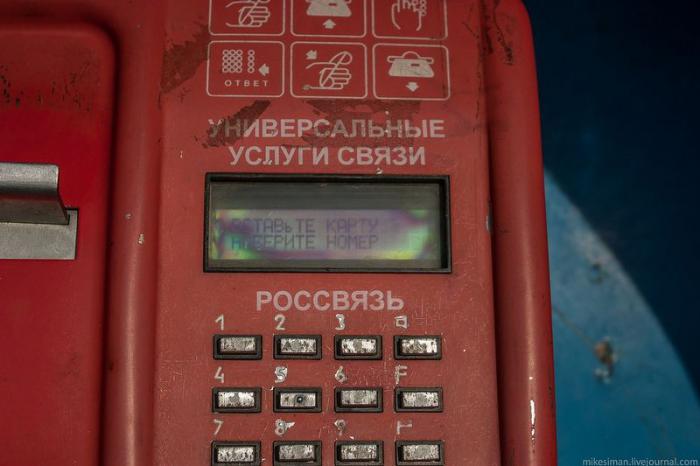 ОТВЕТ
УНИВЕРСАЛЬНЫЕ
УСЛУГИ СВЯЗИ
ВСТАВЬТЕ КАРТУ
НАБЕРИТЕ НОМЕР
РОССВЯЗЬ
1 2 3
4 5 6 F
7 8 9
mikesiman.livejournal.com